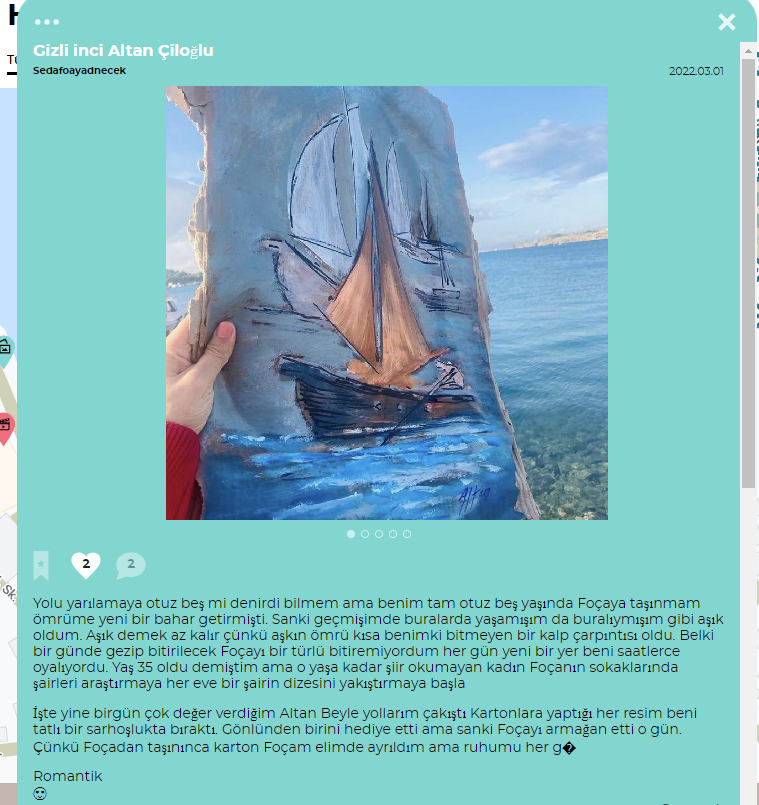 Gizli inci Altan Çiloğlu
Sedafoayadnecek
2022.03.01
Altan
2
2
Yolu yarılamaya otuz beş mi denirdi bilmem ama benim tam otuz beş yaşında Foçaya taşınmam
ömrüme yeni bir bahar getirmişti. Sanki geçmişimde buralarda yaşamışım da buralıymışım gibi aşık
oldum. Aşık demek az kalır çünkü aşkın ömrü kısa benimki bitmeyen bir kalp çarpıntısı oldu. Belki
bir günde gezip bitirilecek Foçayı bir türlü bitiremiyordum her gün yeni bir yer beni saatlerce
oyalıyordu. Yaş 35 oldu demiştim ama o yaşa kadar şiir okumayan kadın Foçanın sokaklarında
şairleri araştırmaya her eve bir şairin dizesini yakıştırmaya başla
İşte yine birgün çok değer verdiğim Altan Beyle yollarım çakıştı Kartonlara yaptığı her resim beni
tatlı bir sarhoşlukta bıraktı. Gönlünden birini hediye etti ama sanki Foçayı armağan etti o gün.
Çünkü Foçadan taşınınca karton Foçam elimde ayrıldım ama ruhumu her g�
Romantik
Sk.